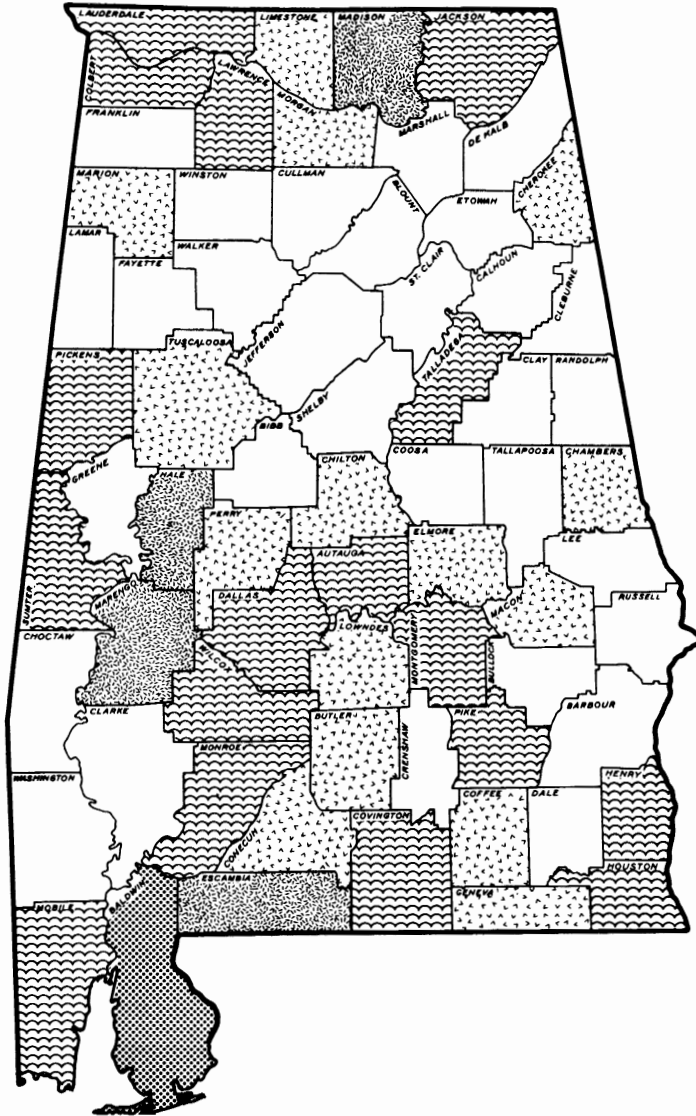 LAUDERDALE
LIMESTONE
MADISON
JACKSON
COLBERT
LAWRENCE
MORGAN
FRANKLIN
MARSHALL
DE KALB
MARION
WINSTON
CULLMAN
BLOUNT
ETOWAH
CHEROKEE
LAMAR
WALKER
FAYETTE
ST. CLAIR
CALHOUN
CLEBURNE
TUSCALOOSA
JEFFERSON
PICKENS
TALLADEGA
CLAY
RANDOLPH
SHELBY
BIBB
GREENE
HALE
CHILTON
COOSA
TALLAPOOSA
CHAMBERS
PERRY
ELMORE
LEE
AUTAUGA
SUMTER
MARENGO
DALLAS
MACON
RUSSELL
CHOCTAW
LOWNDES
MONTGOMERY
BULLOCK
WILCOX
CLARKE
BUTLER
CRENSHAW
PIKE
BARBOUR
MONROE
WASHINGTON
CONECUH
COVINGTON
COFFEE
DALE
HENRY
HOUSTON
ESCAMBIA
GENEVA
MOBILE
BALDWIN